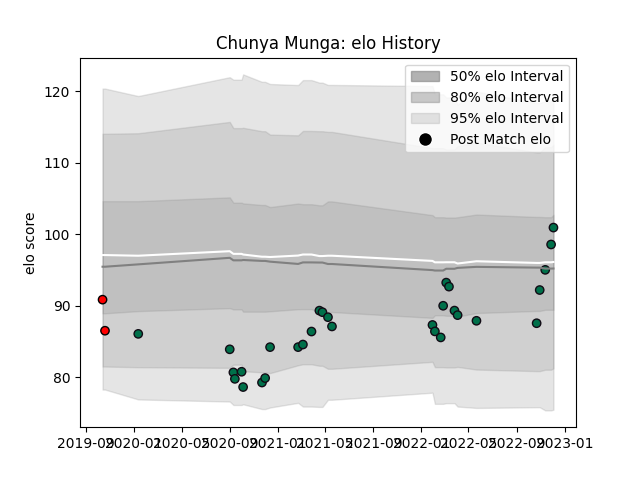 Chunya Munga: elo History
50% elo Interval
80% elo Interval
95% elo Interval
Post Match elo
elo score
120
110
100
90
80
2019-09 2020-01 2020-05 2020-09 2021-01 2021-05 2021-09 2022-01 2022-05 2022-09 2023-01